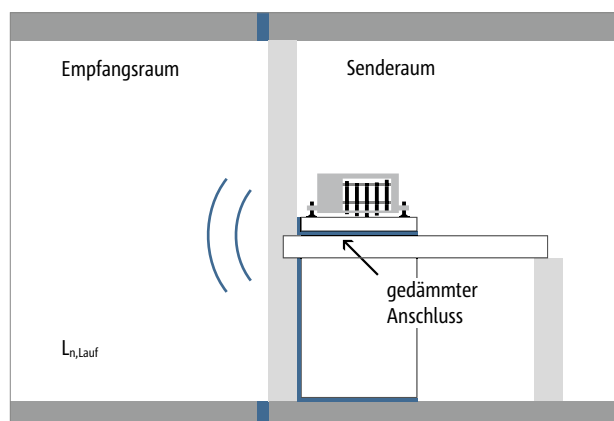 Empfangsraum
Senderaum
gedämmter
Anschluss
Ln,Lauf